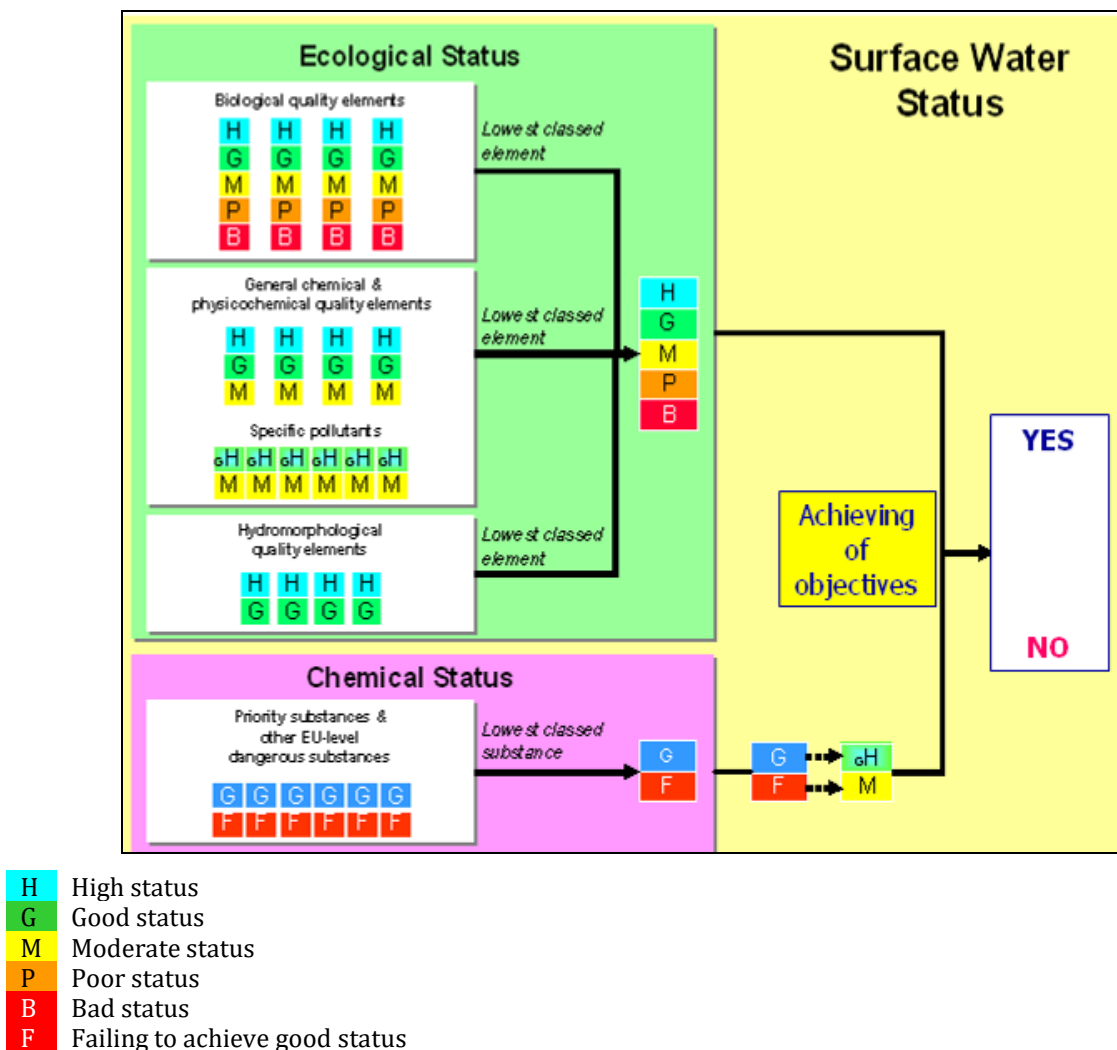 Ecological Status
Surface Water
Status
Biological quality elements
H H H H
G G G G
M M M M
P P P P
B B B B
Lowest classed
element
General chemical &
physicochemical quality elements
H H H H
G G G G
M M M M
Lowest classed
element
Specific pollutants
GH GH GH GH GH GH
M M M M M M
Hydromorphological
quality elements
H H H H
G G G G
Lowest classed
element
H
G
M
P
B
Achieving
of
objectives
YES
NO
Chemical Status
Priority substances &
other EU-level
dangerous substances
G G G G G G
F F F F F F
Lowest classed
substance
G
F
G GH
F M
H High status
G Good status
M Moderate status
P Poor status
B Bad status
F Failing to achieve good status